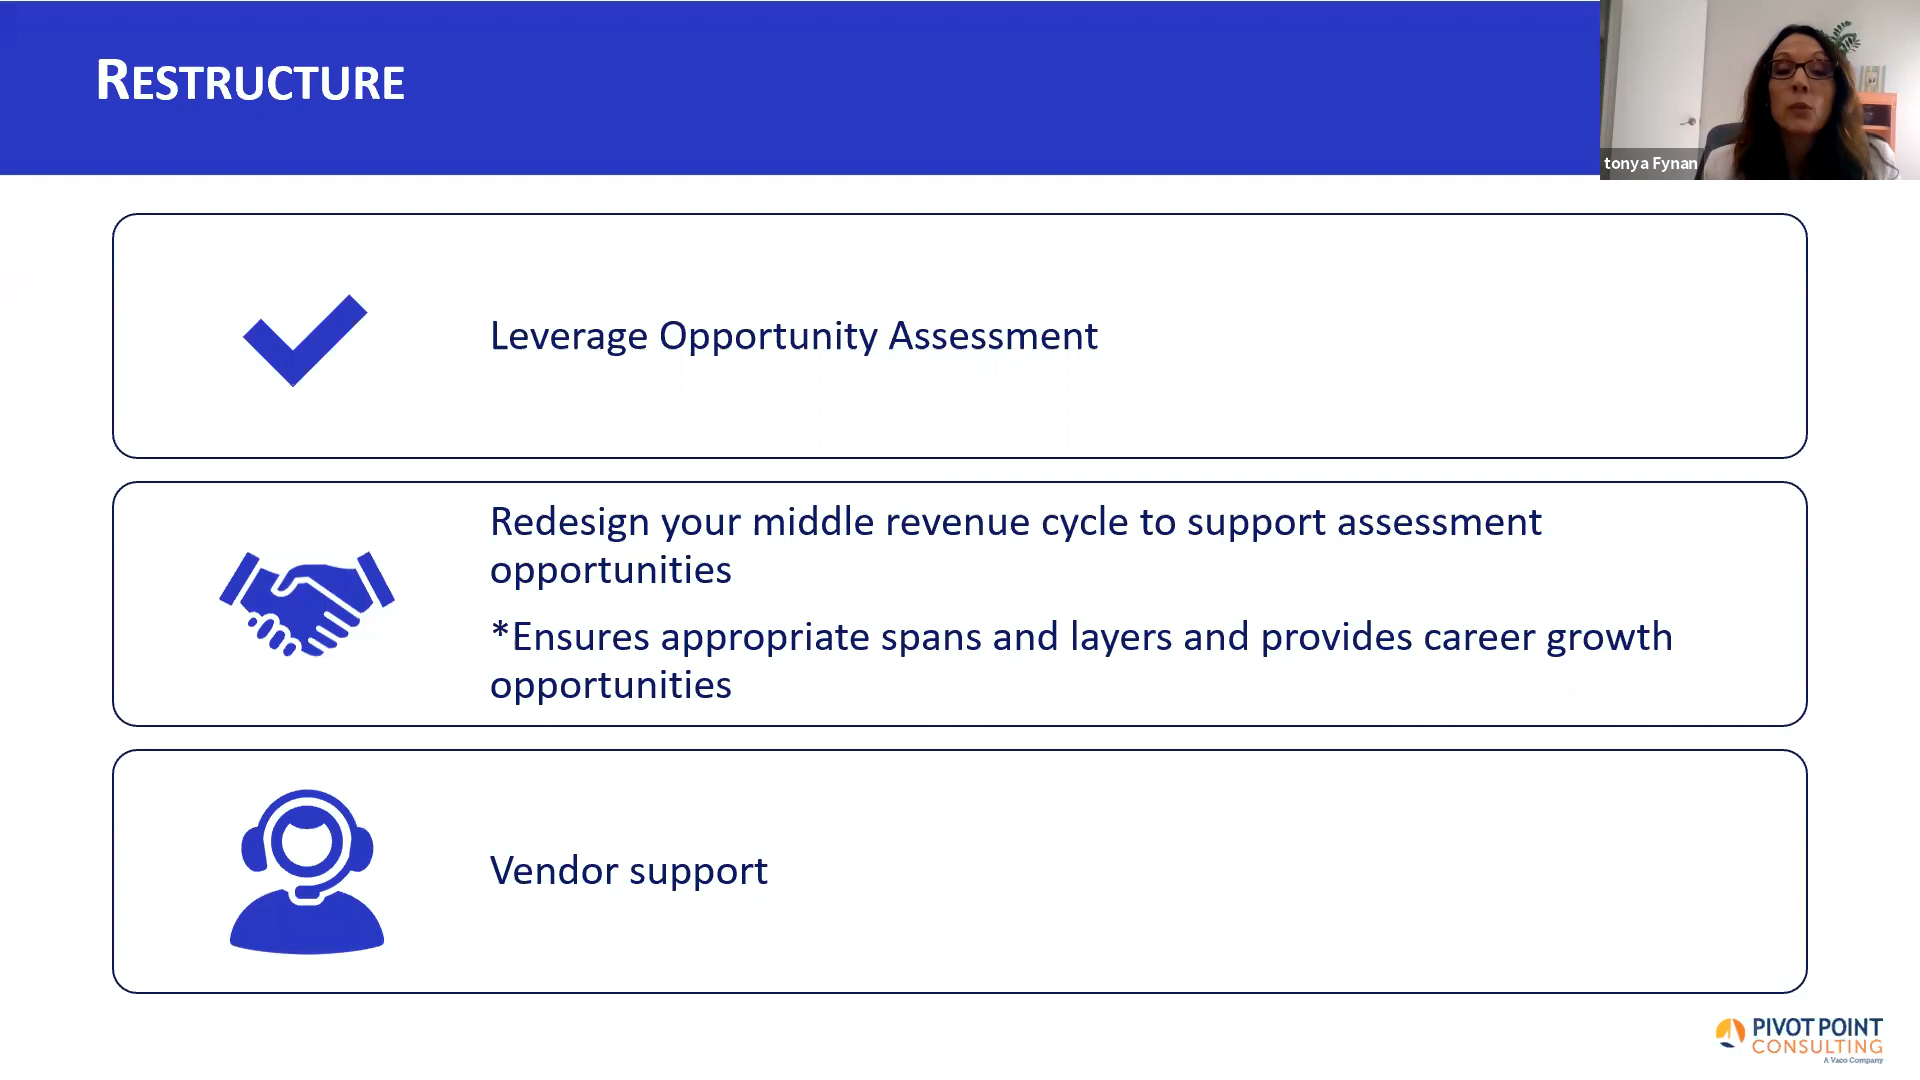 RESTRUCTURE
tonya Fynan
Leverage Opportunity Assessment
Redesign your middle revenue cycle to support assessment
opportunities
*Ensures appropriate spans and layers and provides career growth
opportunities
Vendor support
PIVOT POINT
CONSULTING
A Vaco Company